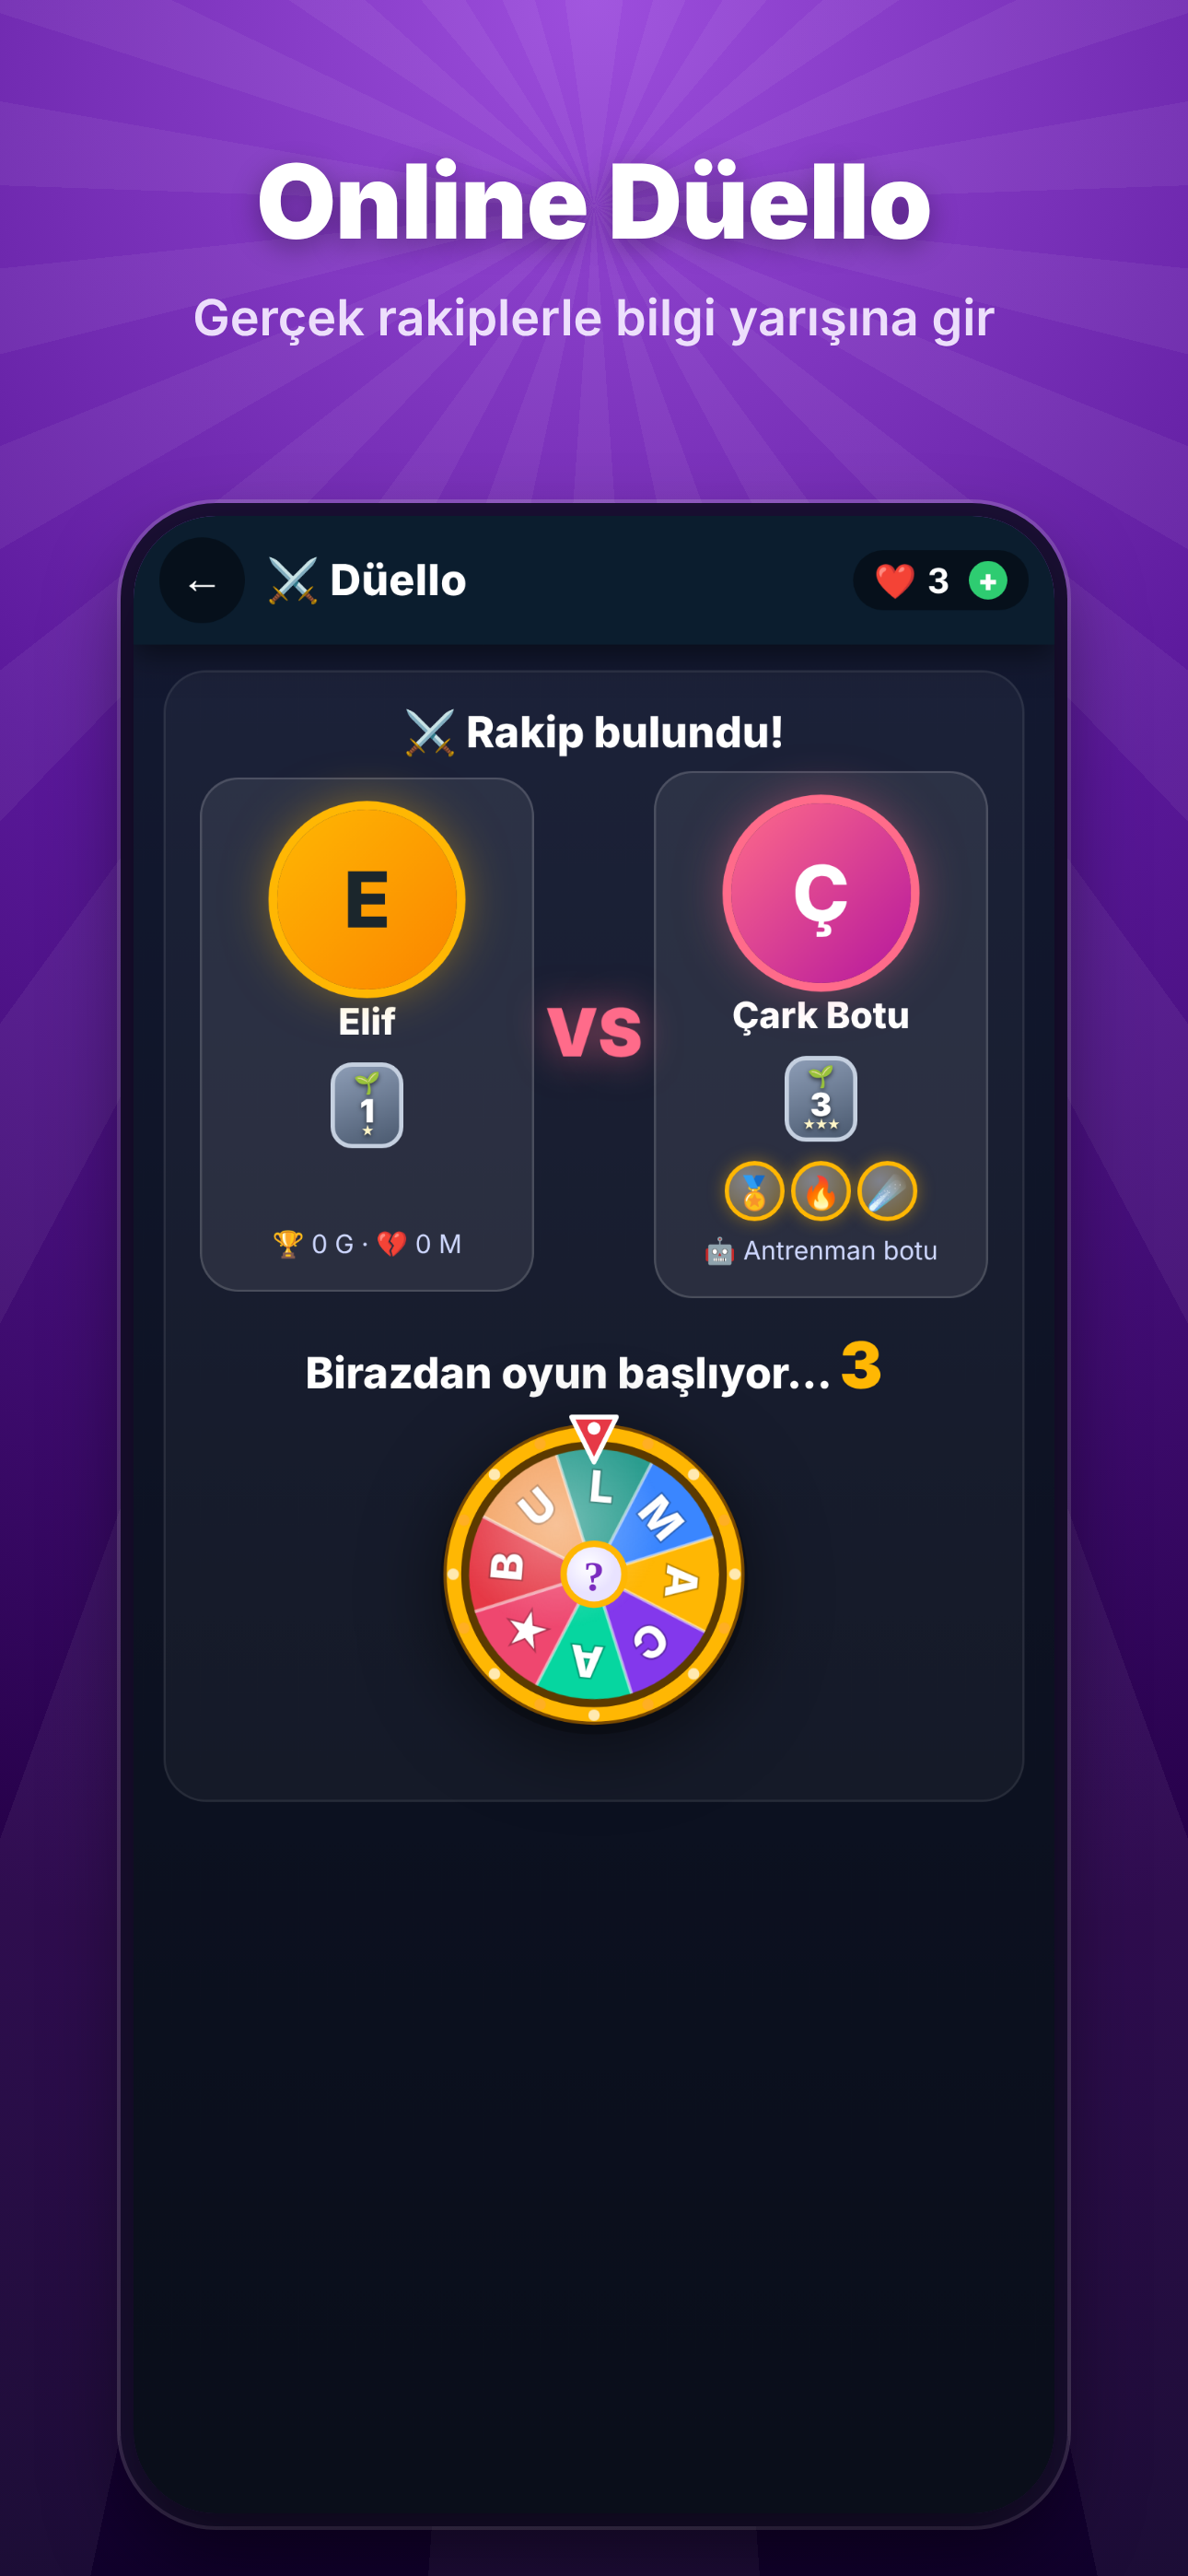 Online Düello
Gerçek rakiplerle bilgi yarışına gir
← ⚔️ Düello
❤️ 3 +
⚔️ Rakip bulundu!
E
Elif
1
🏆 0 G · 💔 0 M
VS
Ç
Çark Botu
3
🤖 Antrenman botu
Birazdan oyun başlıyor... 3
B U L M A C A ★
?